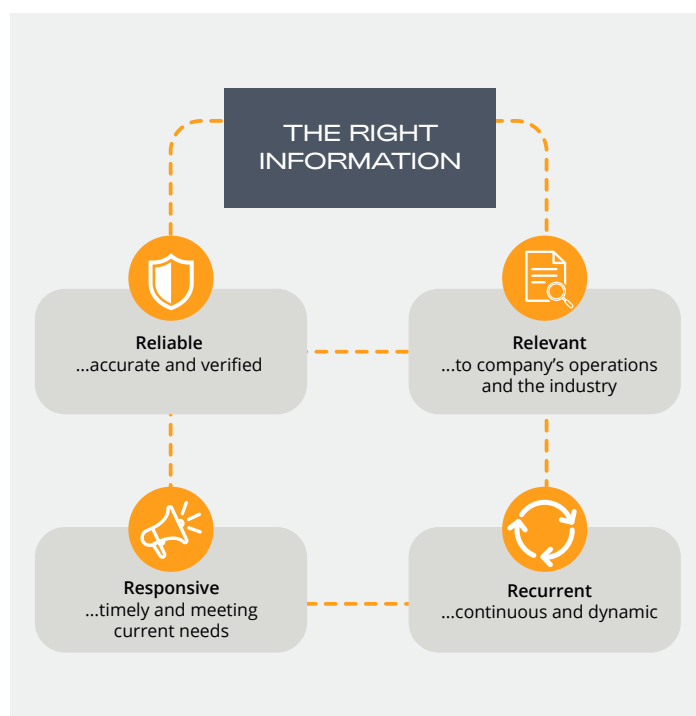 THE RIGHT
INFORMATION
Reliable
...accurate and verified
Relevant
...to company's operations
and the industry
Responsive
...timely and meeting
current needs
Recurrent
...continuous and dynamic